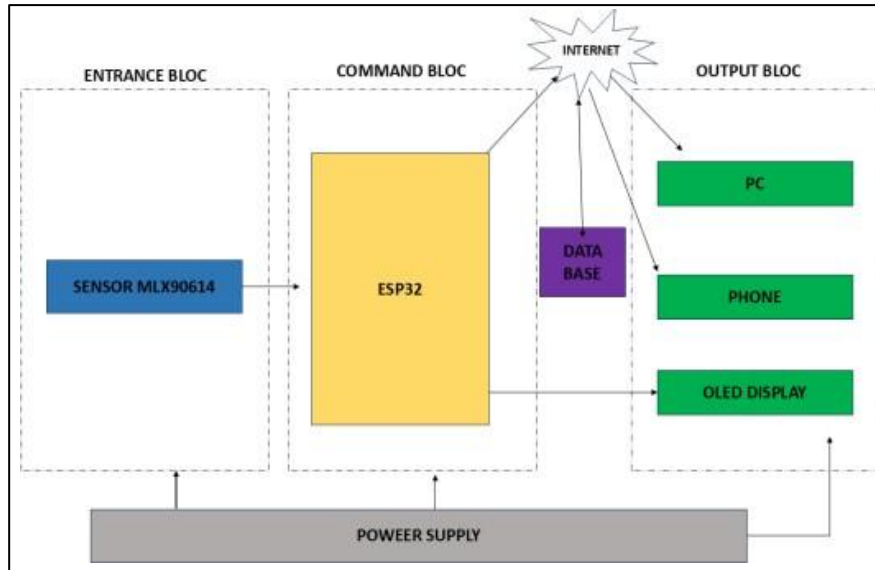 INTERNET
ENTRANCE BLOC
COMMAND BLOC
OUTPUT BLOC
PC
SENSOR MLX90614
ESP32
DATA
BASE
PHONE
OLED DISPLAY
POWEER SUPPLY